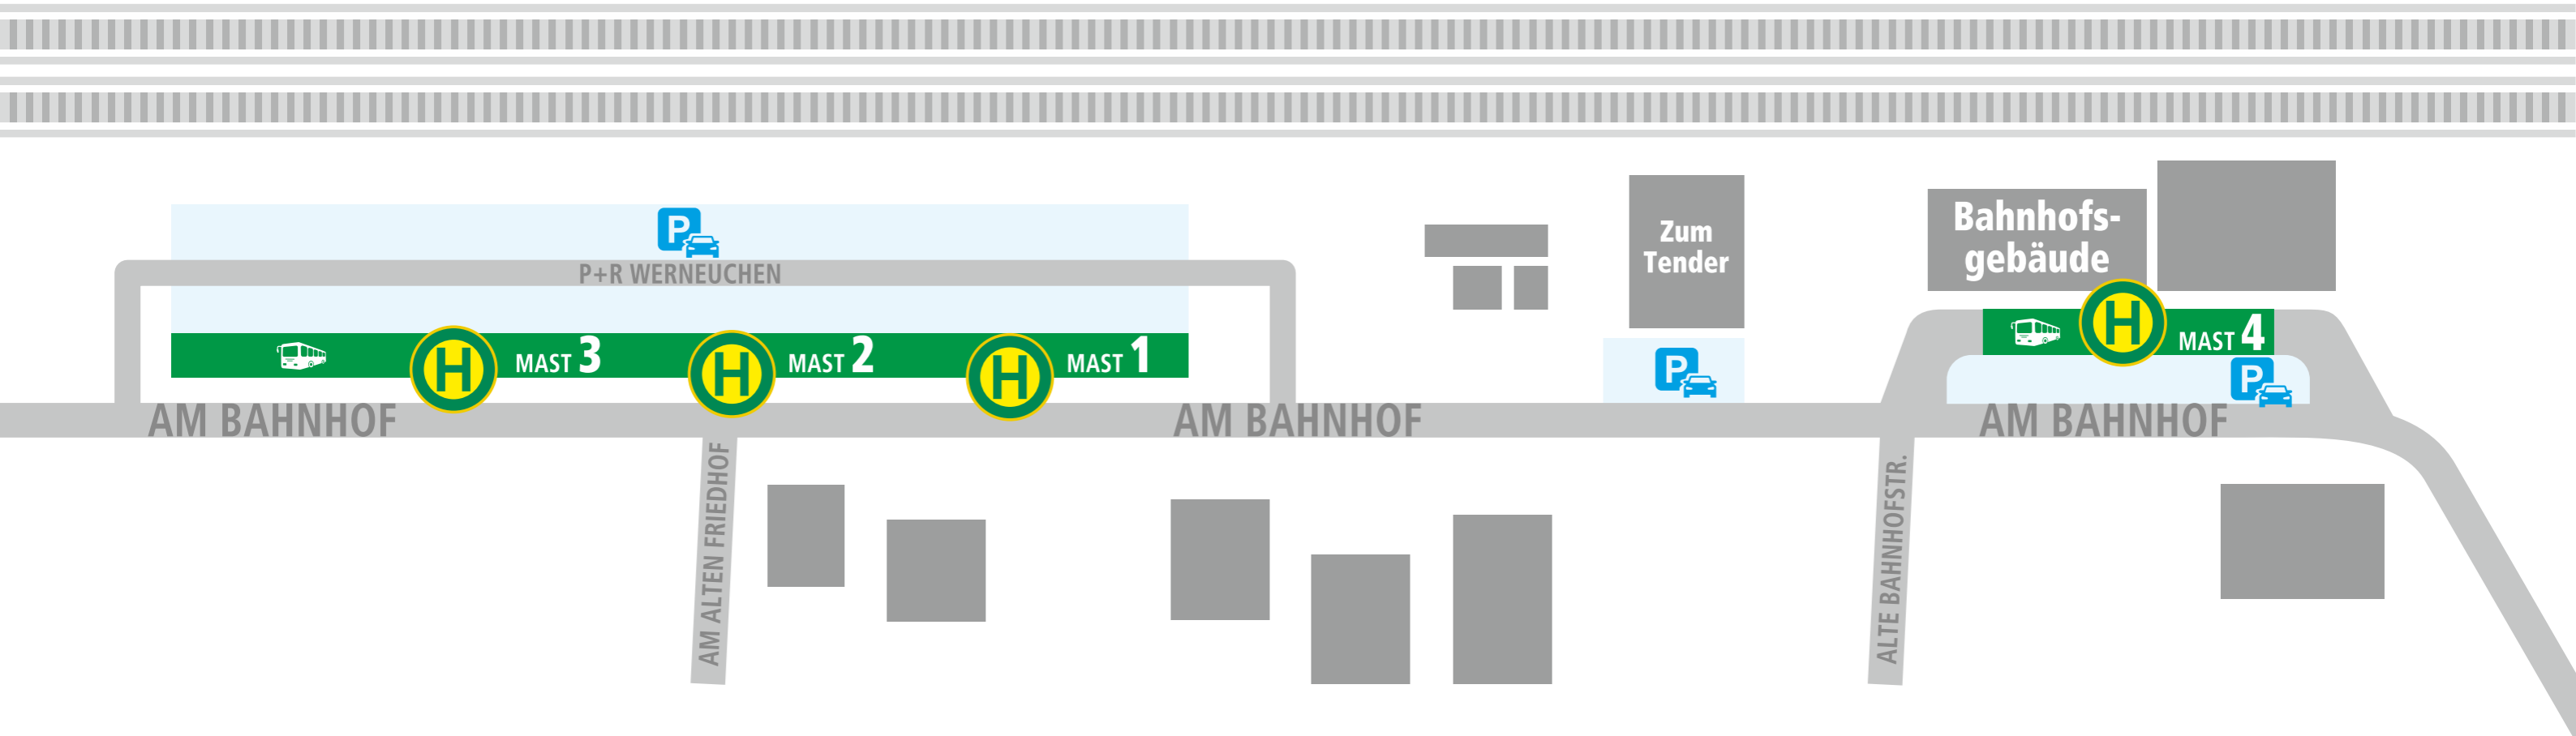 P
P+R WERNEUCHEN
H
MAST 3
H
MAST 2
H
MAST 1
AM BAHNHOF
AM BAHNHOF
AM ALTEN FRIEDHOF
Zum
Tender
P
Bahnhofs-
gebäude
H
MAST 4
P
AM BAHNHOF
ALTE BAHNHOFSTR.